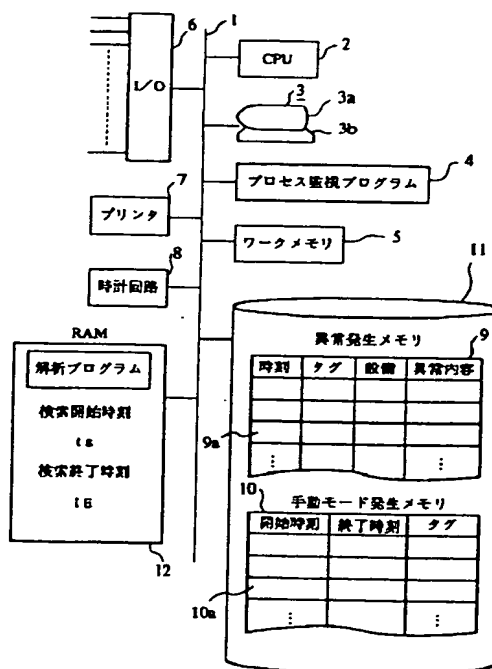 6
1
2
I/O
CPU
3
3a
3b
4
プロセス監視プログラム
7
プリンタ
5
ワークメモリ
8
時計回路
11
RAM
解析プログラム
検索開始時刻
ts
検索終了時刻
tE
12
異常発生メモリ
9
時刻 タグ 設備 異常内容
9a
手動モード発生メモリ
10
開始時刻 終了時刻 タグ
10a